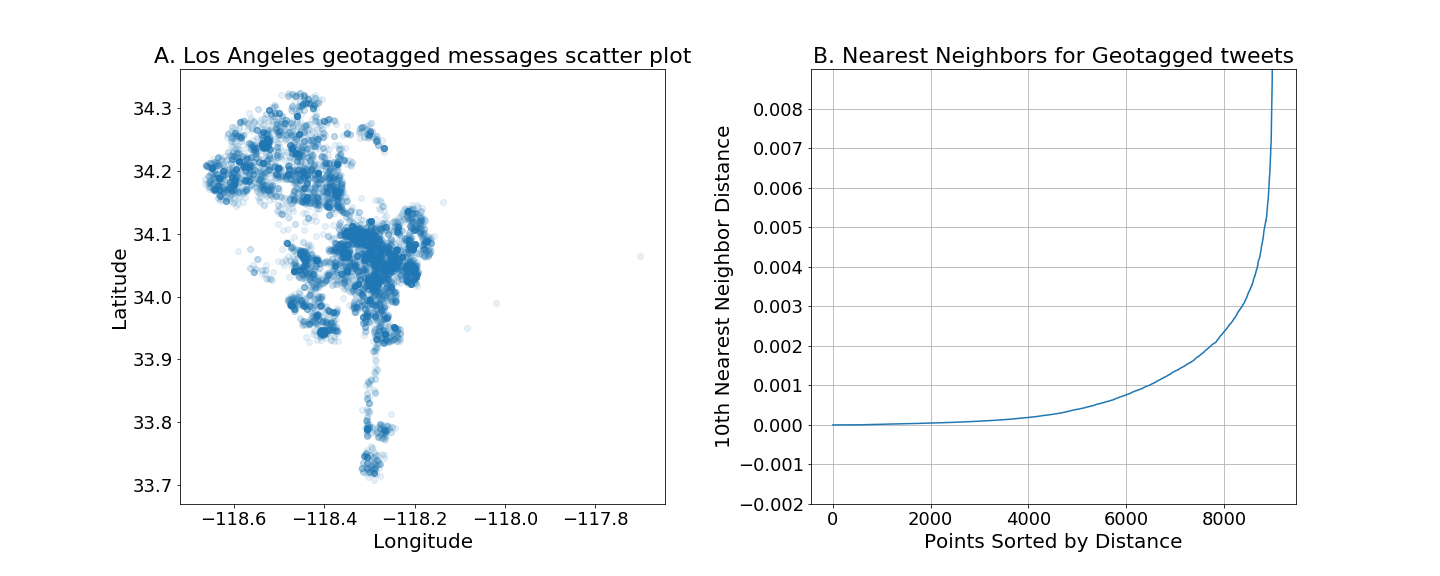 A. Los Angeles geotagged messages scatter plot
34.3
34.2
34.1
34.0
33.9
33.8
33.7
Latitude
−118.6 −118.4 −118.2 −118.0 −117.8
Longitude
B. Nearest Neighbors for Geotagged tweets
0.008
0.007
0.006
0.005
0.004
0.003
0.002
0.001
0.000
−0.001
−0.002
10th Nearest Neighbor Distance
0 2000 4000 6000 8000
Points Sorted by Distance